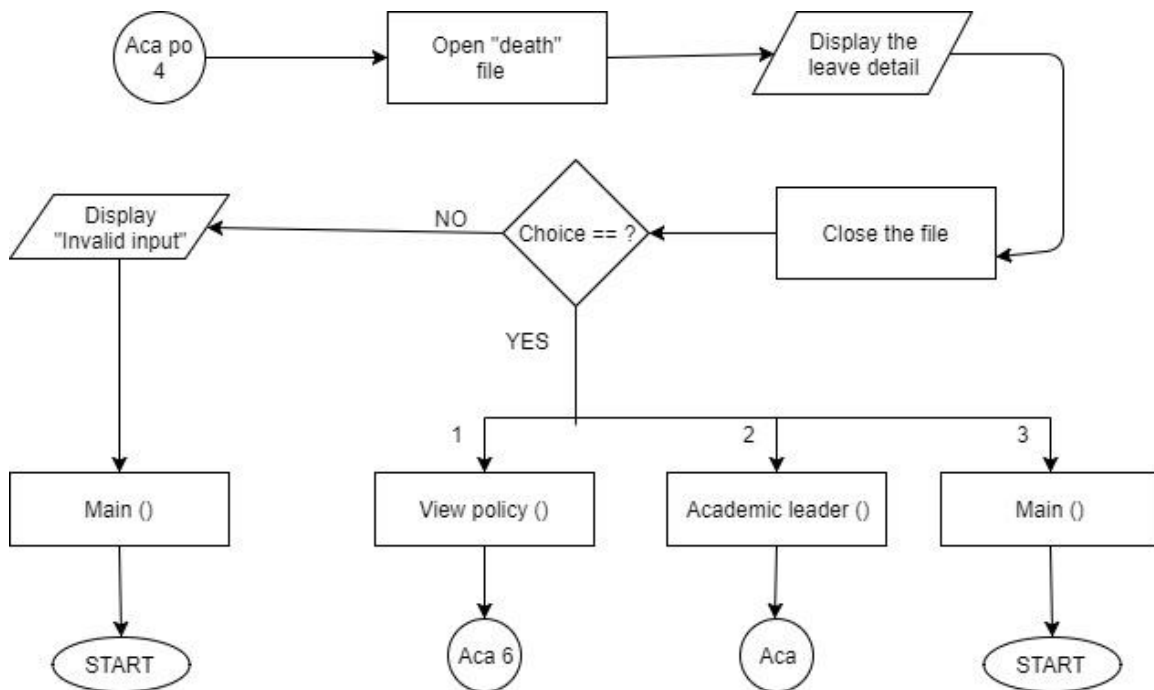 Aca po
4
Open "death"
file
Display the
leave detail
Display
"Invalid input"
NO
Choice == ?
Close the file
YES
1
2
3
Main ()
View policy ()
Academic leader ()
Main ()
START
Aca 6
Aca
START